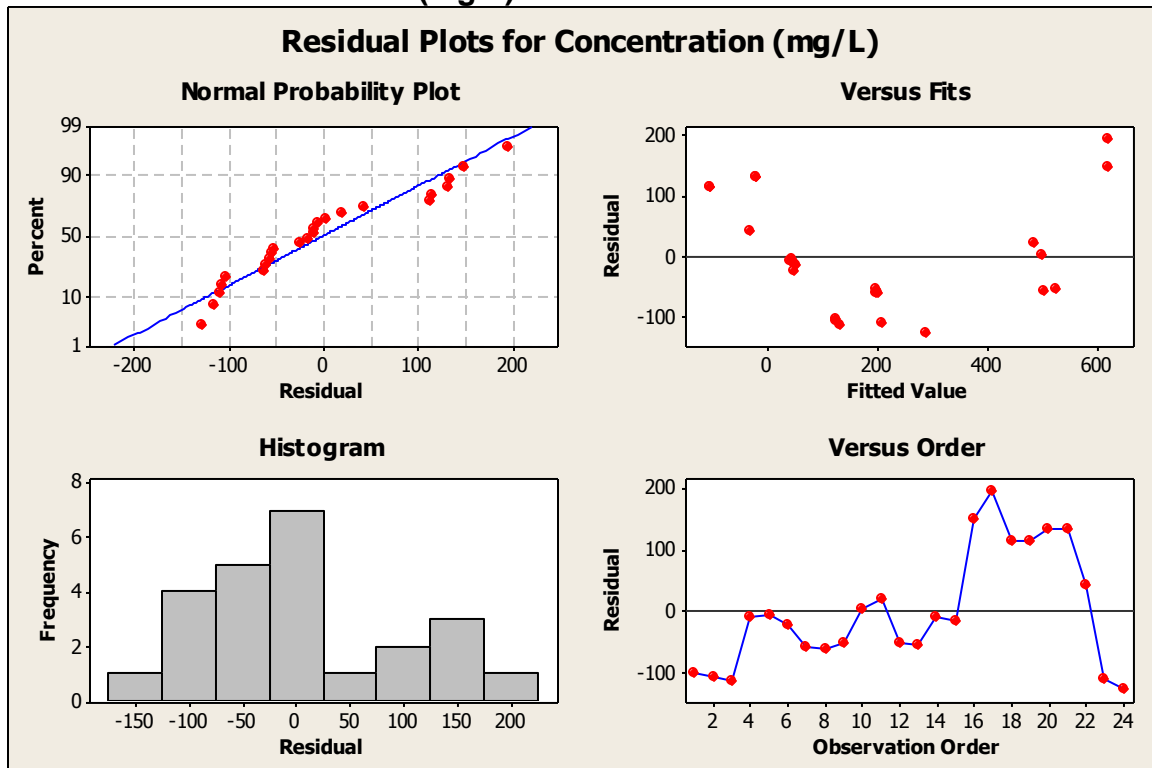 Residual Plots for Concentration (mg/L)
Normal Probability Plot
99
90
50
10
1
Percent
-200 -100 0 100 200
Residual
Versus Fits
200
100
0
-100
Residual
0 200 400 600
Fitted Value
Histogram
8
6
4
2
0
Frequency
-150 -100 -50 0 50 100 150 200
Residual
Versus Order
200
100
0
-100
Residual
2 4 6 8 10 12 14 16 18 20 22 24
Observation Order